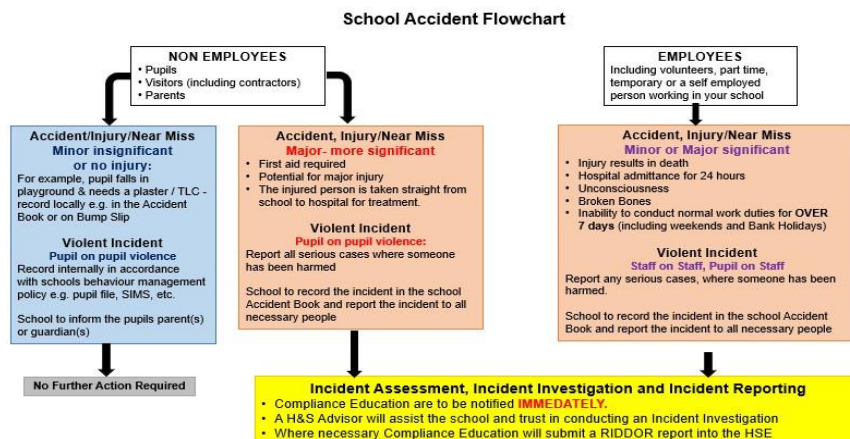 School Accident Flowchart
NON EMPLOYEES
• Pupils
• Visitors (including contractors)
• Parents
EMPLOYEES
Including volunteers, part time,
temporary or a self employed
person working in your school
Accident/Injury/Near Miss
Minor insignificant
or no injury:
For example, pupil falls in
playground & needs a plaster / TLC -
record locally e.g. in the Accident
Book or on Bump Slip
Violent Incident
Pupil on pupil violence
Record internally in accordance
with schools behaviour management
policy e.g. pupil file, SIMS, etc.
School to inform the pupils parent(s)
or guardian(s)
No Further Action Required
Accident, Injury/Near Miss
Major- more significant
• First aid required
• Potential for major injury
• The injured person is taken straight from
school to hospital for treatment.
Violent Incident
Pupil on pupil violence:
Report all serious cases where someone
has been harmed
School to record the incident in the school
Accident Book and report the incident to all
necessary people
Accident, Injury/Near Miss
Minor or Major significant
• Injury results in death
• Hospital admittance for 24 hours
• Unconsciousness
• Broken Bones
• Inability to conduct normal work duties for OVER
7 days (including weekends and Bank Holidays)
Violent Incident
Staff on Staff, Pupil on Staff
Report any serious cases, where someone has been
harmed.
School to record the incident in the school Accident
Book and report the incident to all necessary people
Incident Assessment, Incident Investigation and Incident Reporting
• Compliance Education are to be notified IMMEDIATELY.
• A H&S Advisor will assist the school and trust in conducting an Incident Investigation
• Where necessary Compliance Education will submit a RIDDOR report into the HSE